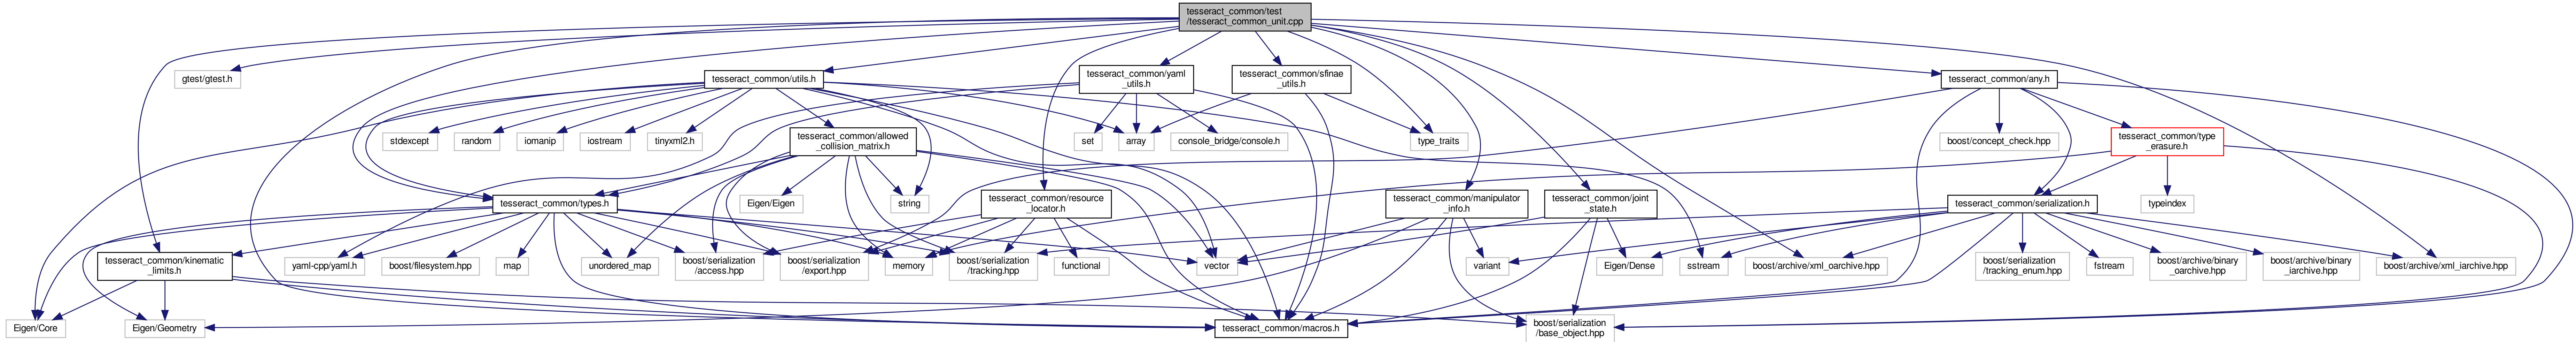 tesseract_common/test
/tesseract_common_unit.cpp
gtest/gtest.h
tesseract_common/utils.h
tesseract_common/yaml
_utils.h
tesseract_common/sfinae
_utils.h
tesseract_common/any.h
stdexcept
random
iomanip
iostream
tinyxml2.h
tesseract_common/allowed
_collision_matrix.h
set
array
console_bridge/console.h
type_traits
boost/concept_check.hpp
tesseract_common/type
_erasure.h
tesseract_common/types.h
Eigen/Eigen
string
tesseract_common/resource
_locator.h
tesseract_common/manipulator
_info.h
tesseract_common/joint
_state.h
tesseract_common/serialization.h
typeindex
tesseract_common/kinematic
_limits.h
yaml-cpp/yaml.h
boost/filesystem.hpp
map
unordered_map
boost/serialization
/access.hpp
boost/serialization
/export.hpp
memory
boost/serialization
/tracking.hpp
functional
vector
variant
Eigen/Dense
sstream
boost/archive/xml_oarchive.hpp
boost/serialization
/tracking_enum.hpp
fstream
boost/archive/binary
_oarchive.hpp
boost/archive/binary
_iarchive.hpp
boost/archive/xml_iarchive.hpp
Eigen/Core
Eigen/Geometry
tesseract_common/macros.h
boost/serialization
/base_object.hpp